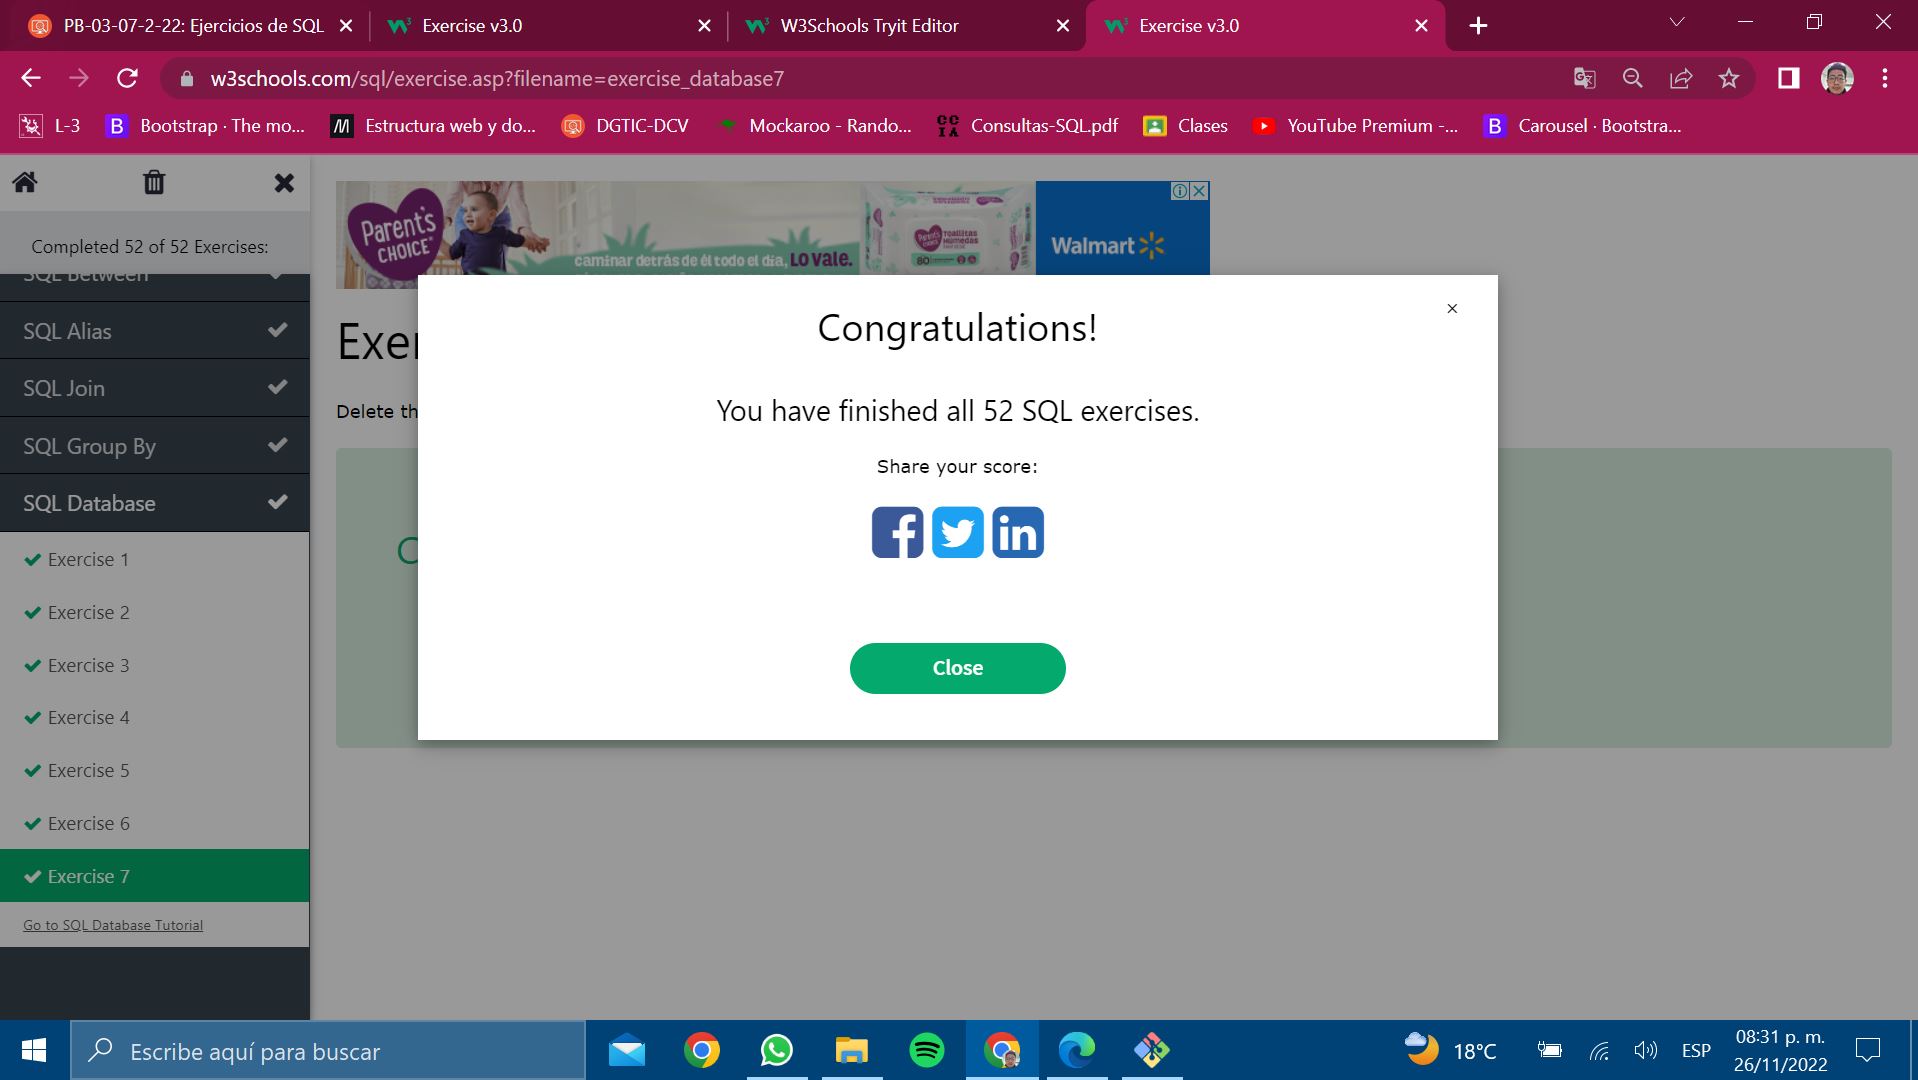 PB-03-07-2-22: Ejercicios de SQL
Exercise v3.0
W3Schools Tryit Editor
Exercise v3.0
w3schools.com/sql/exercise.asp?filename=exercise_database7
L-3
Bootstrap · The mo...
Estructura web y do...
DGTIC-DCV
Mockaroo - Rando...
Consultas-SQL.pdf
Clases
YouTube Premium -...
Carousel · Bootstra...
Completed 52 of 52 Exercises:
SQL Between
SQL Alias
SQL Join
SQL Group By
SQL Database
Exercise 1
Exercise 2
Exercise 3
Exercise 4
Exercise 5
Exercise 6
Exercise 7
Go to SQL Database Tutorial
Parent's
CHOICE
caminar detrás de él todo el día, LO VALE.
Parent's
CHOICE
TOALLITAS
HÚMEDAS
80
Walmart
Exer
Delete th
C
Congratulations!
×
You have finished all 52 SQL exercises.
Share your score:
Close
Escribe aquí para buscar
18°C
ESP
08:31 p. m.
26/11/2022